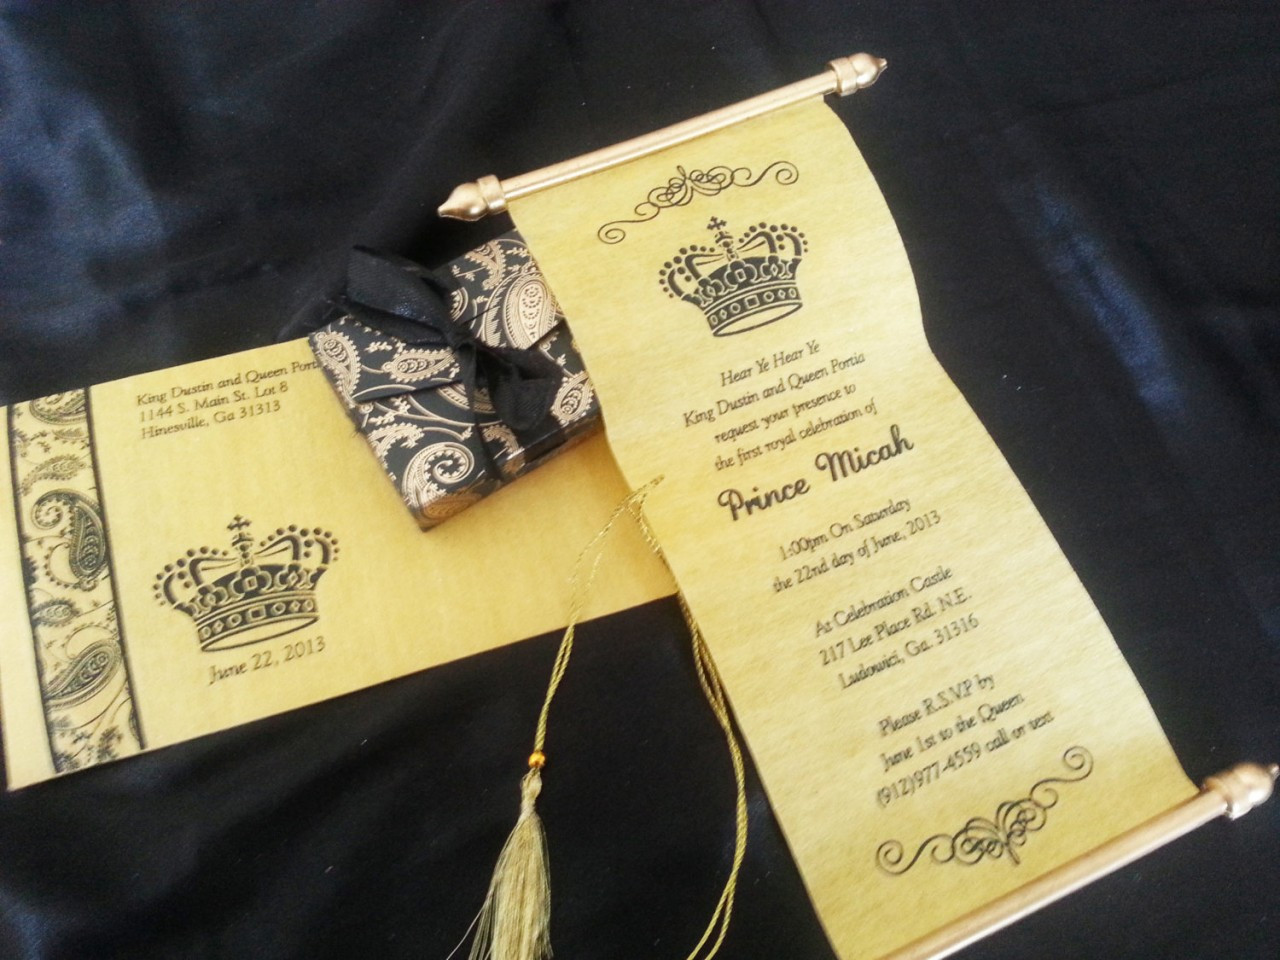 King Dustin and Queen Porti
1144 S. Main St. Lot 8
Hinesville, Ga 31313
June 22, 2013
Hear Ye Hear Ye
King Dustin and Queen Portia
request your presence to
the first royal celebration of
Prince Micah
1:00pm On Saturday
the 22nd day of June, 2013
At Celebration Castle
217 Lee Place Rd. N.E.
Ludowici, Ga. 31316
Please R.S.V.P by
June 1st to the Queen
(912)977-4559 call or text